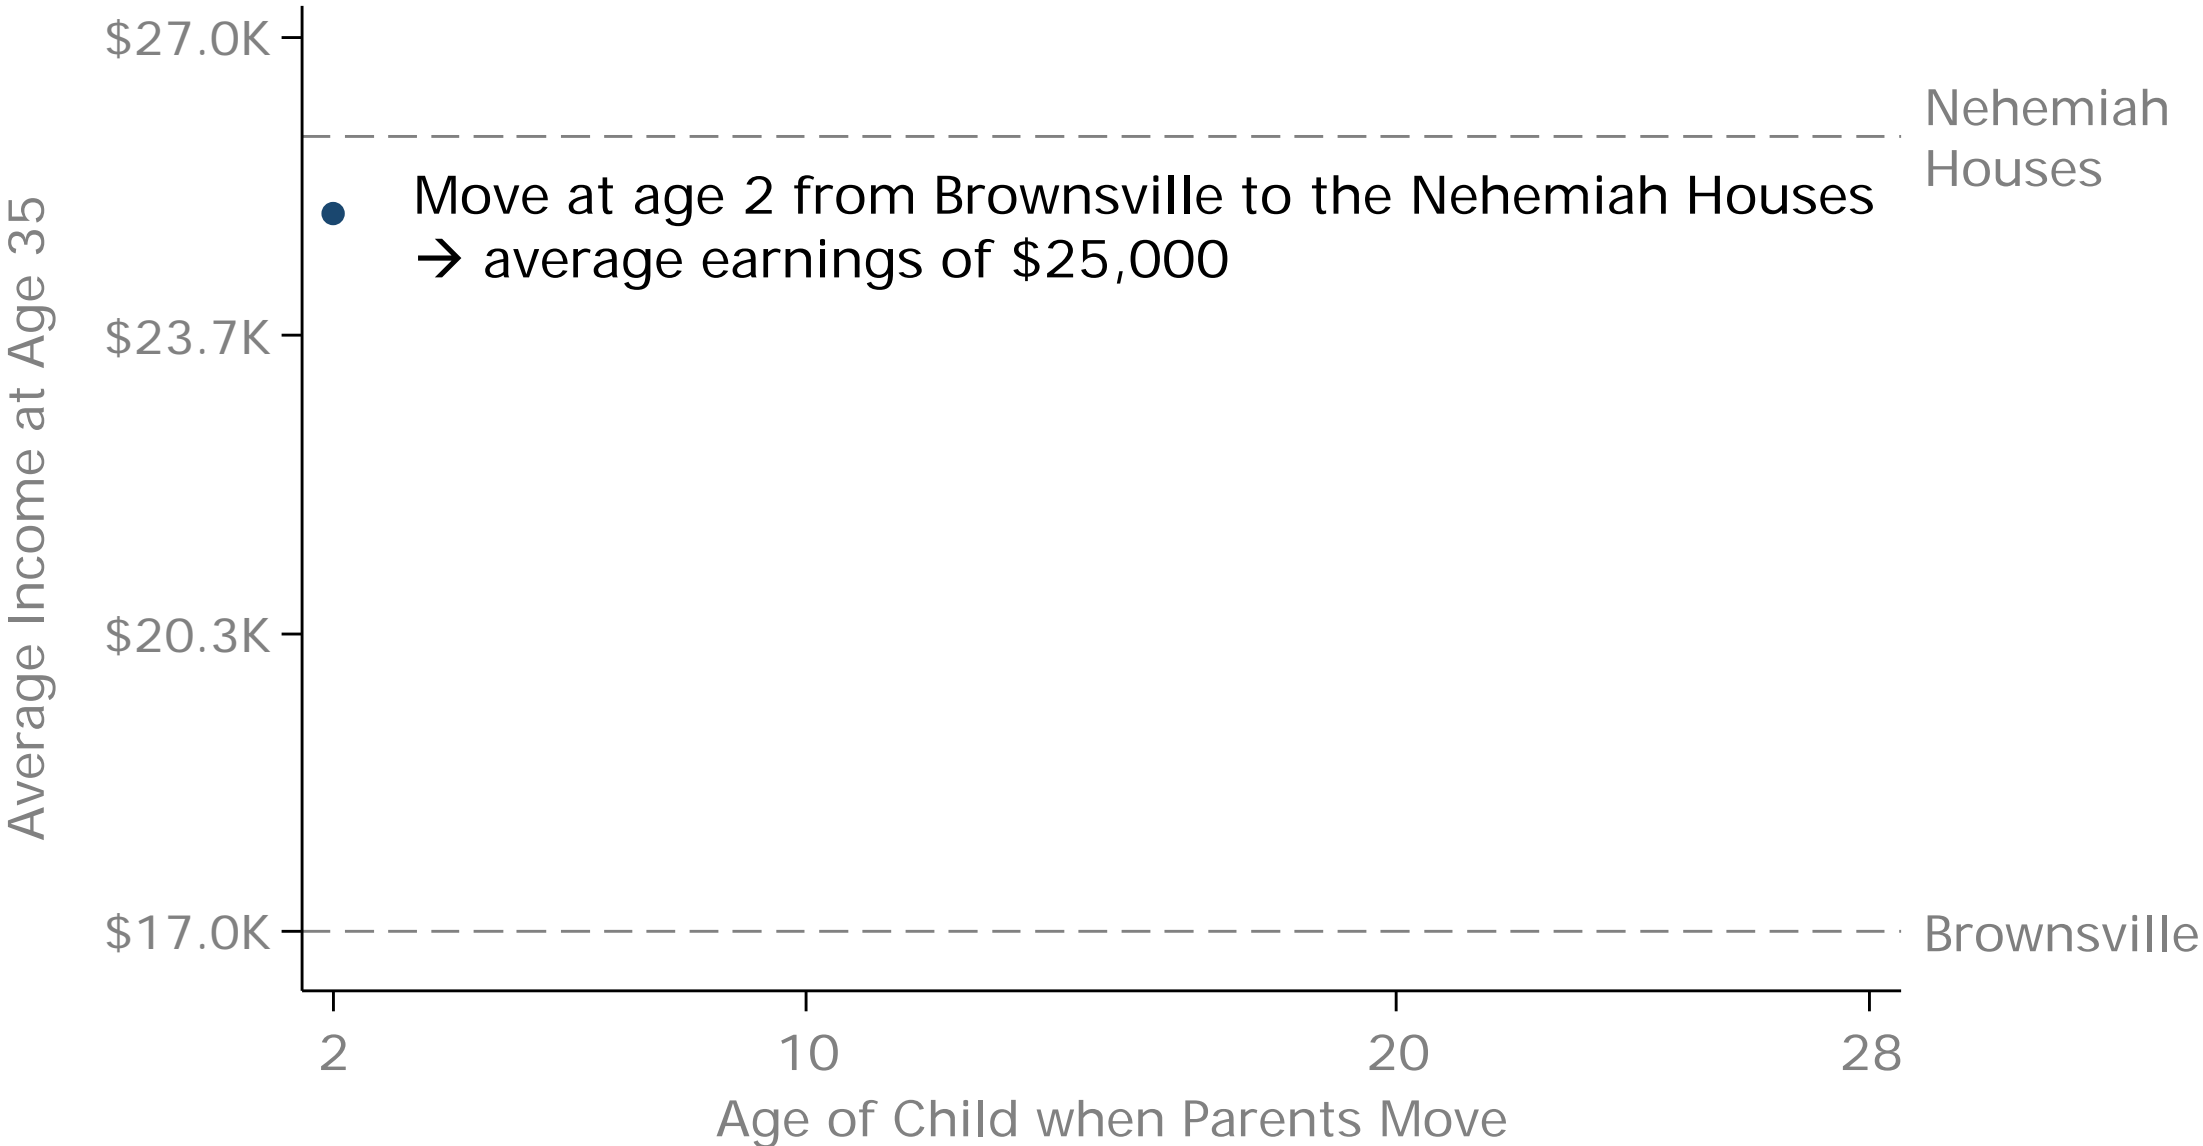 $27.0K
Nehemiah
Houses
Move at age 2 from Brownsville to the Nehemiah Houses
→ average earnings of $25,000
Average Income at Age 35
$23.7K
$20.3K
$17.0K
Brownsville
2
10
20
28
Age of Child when Parents Move